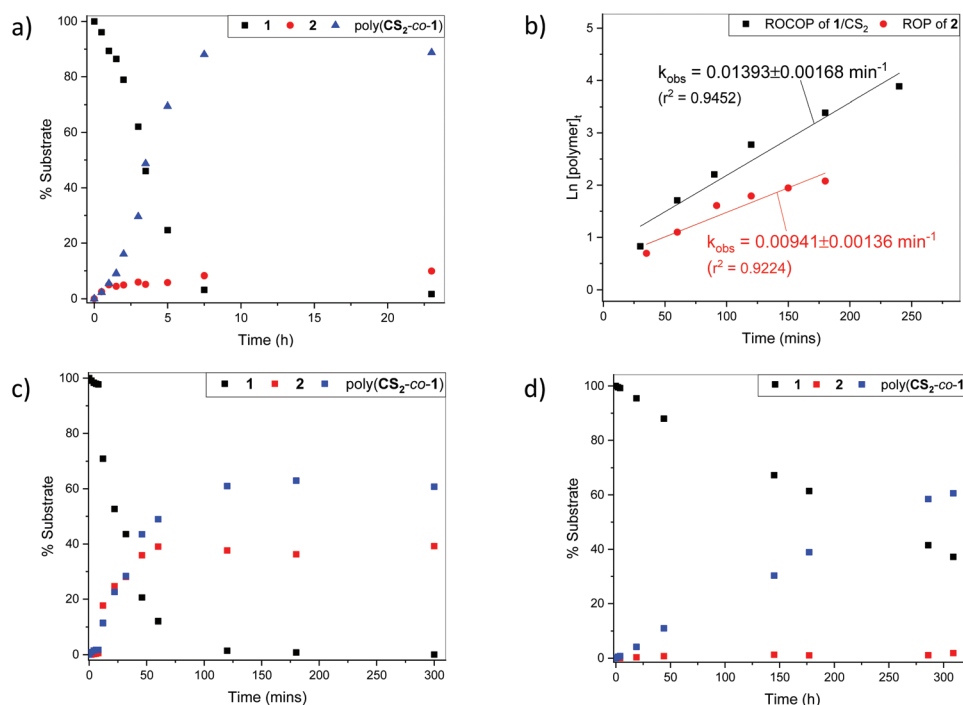 a)
1 2 poly(CS₂-co-1)
% Substrate
100
80
60
40
20
0
0 5 10 15 20
Time (h)
b)
ROCOP of 1/CS₂ ROP of 2
k_obs = 0.01393±0.00168 min⁻¹
(r² = 0.9452)
Ln [polymer]ₜ
5
4
3
2
1
0
k_obs = 0.00941±0.00136 min⁻¹
(r² = 0.9224)
0 50 100 150 200 250
Time (mins)
c)
1 2 poly(CS₂-co-1)
% Substrate
100
80
60
40
20
0
0 50 100 150 200 250 300
Time (mins)
d)
1 2 poly(CS₂-co-1
% Substrate
100
80
60
40
20
0
0 50 100 150 200 250 300
Time (h)